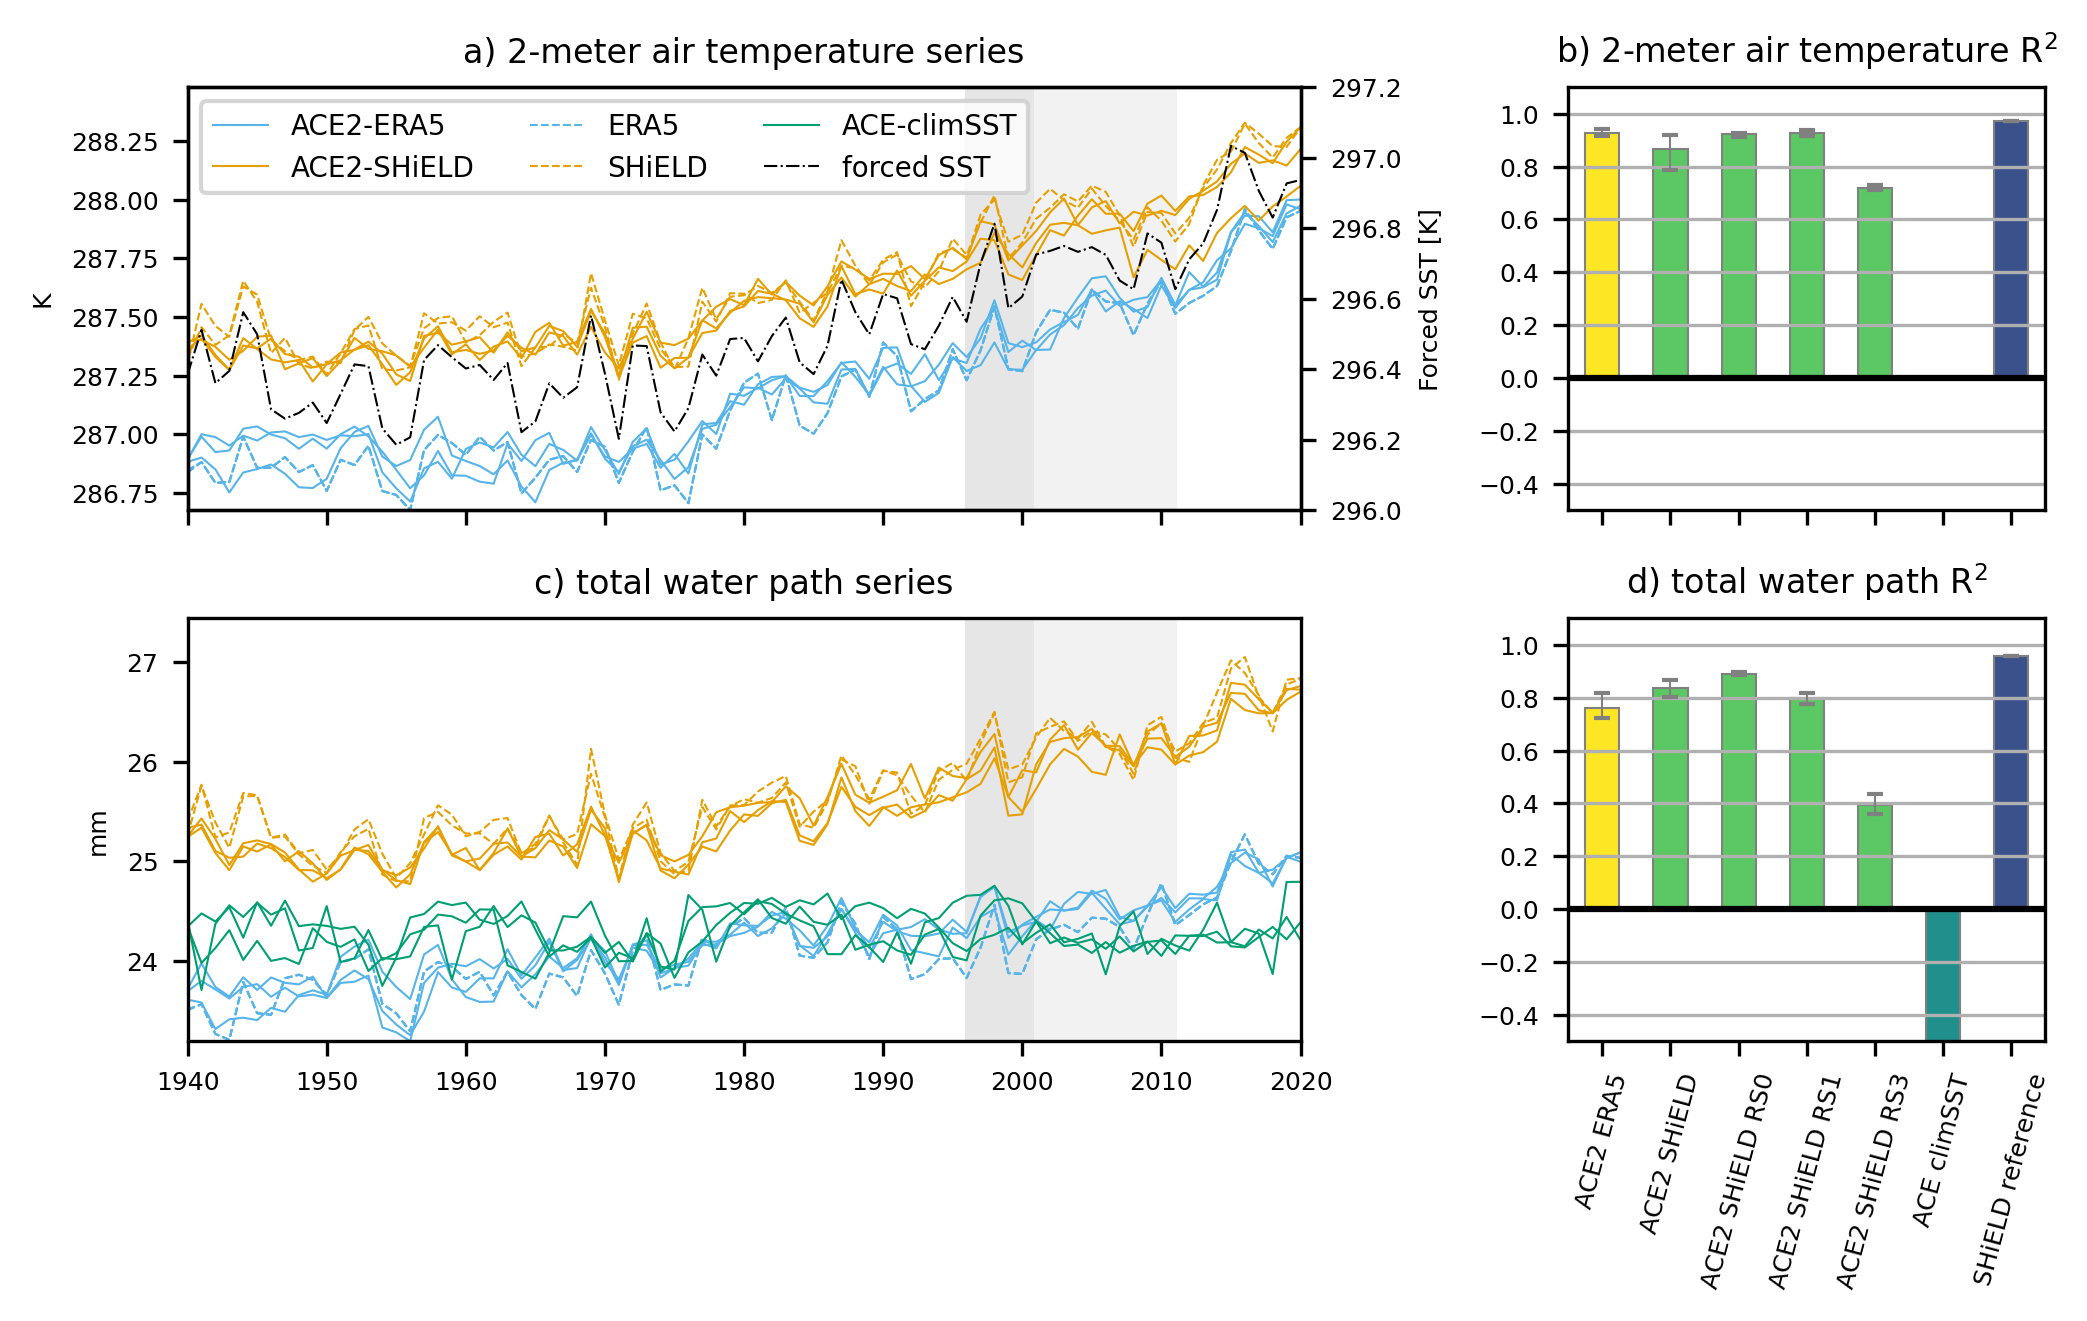 a) 2-meter air temperature series
b) 2-meter air temperature R²
288.25
288.00
287.75
287.50
287.25
287.00
286.75
K
ACE2-ERA5
ERA5
ACE-climSST
ACE2-SHiELD
SHiELD
forced SST
297.2
297.0
296.8
296.6
296.4
296.2
296.0
Forced SST [K]
1.0
0.8
0.6
0.4
0.2
0.0
−0.2
−0.4
c) total water path series
d) total water path R²
27
26
25
24
mm
1940
1950
1960
1970
1980
1990
2000
2010
2020
1.0
0.8
0.6
0.4
0.2
0.0
−0.2
−0.4
ACE2 ERA5
ACE2 SHiELD
ACE2 SHiELD RS0
ACE2 SHiELD RS1
ACE2 SHiELD RS3
ACE climSST
SHiELD reference